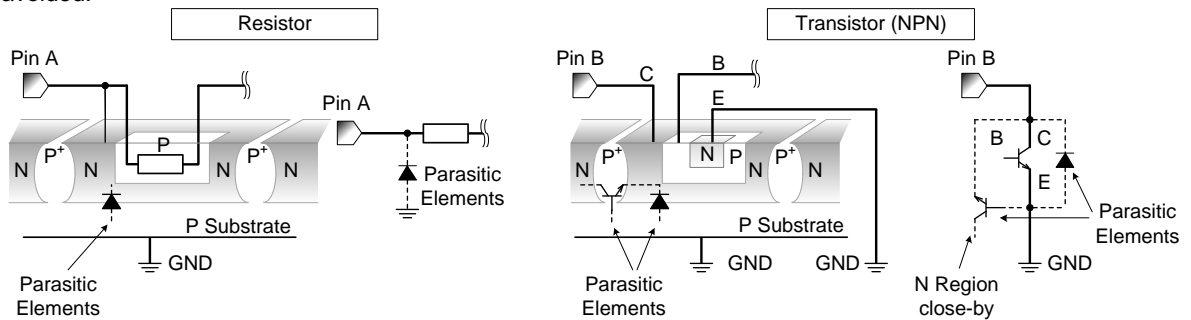 Resistor
Transistor (NPN)
Pin A
Pin A
P
N
P+
N
N
P+
N
Parasitic
Elements
P Substrate
GND
Parasitic
Elements
Pin B
C
B
E
N
P+
N
N
P
N
P+
N
P Substrate
GND
GND
Parasitic
Elements
Pin B
B
C
E
Parasitic
Elements
GND
N Region
close-by